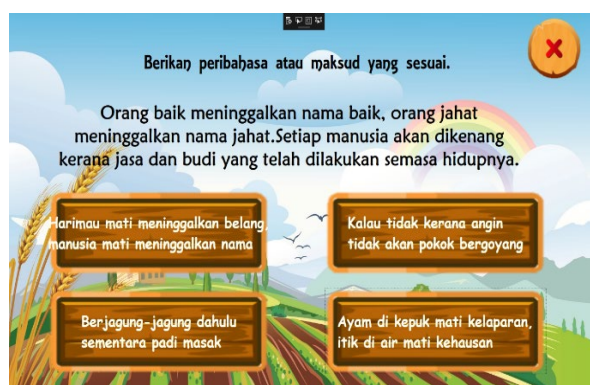 Berikan peribahasa atau maksud yang sesuai.
Orang baik meninggalkan nama baik, orang jahat
meninggalkan nama jahat.Setiap manusia akan dikenang
kerana jasa dan budi yang telah dilakukan semasa hidupnya.
Harimau mati meninggalkan belang,
manusia mati meninggalkan nama
Kalau tidak kerana angin
tidak akan pokok bergoyang
Berjagung-jagung dahulu
sementara padi masak
Ayam di kepuk mati kelaparan,
itik di air mati kehausan